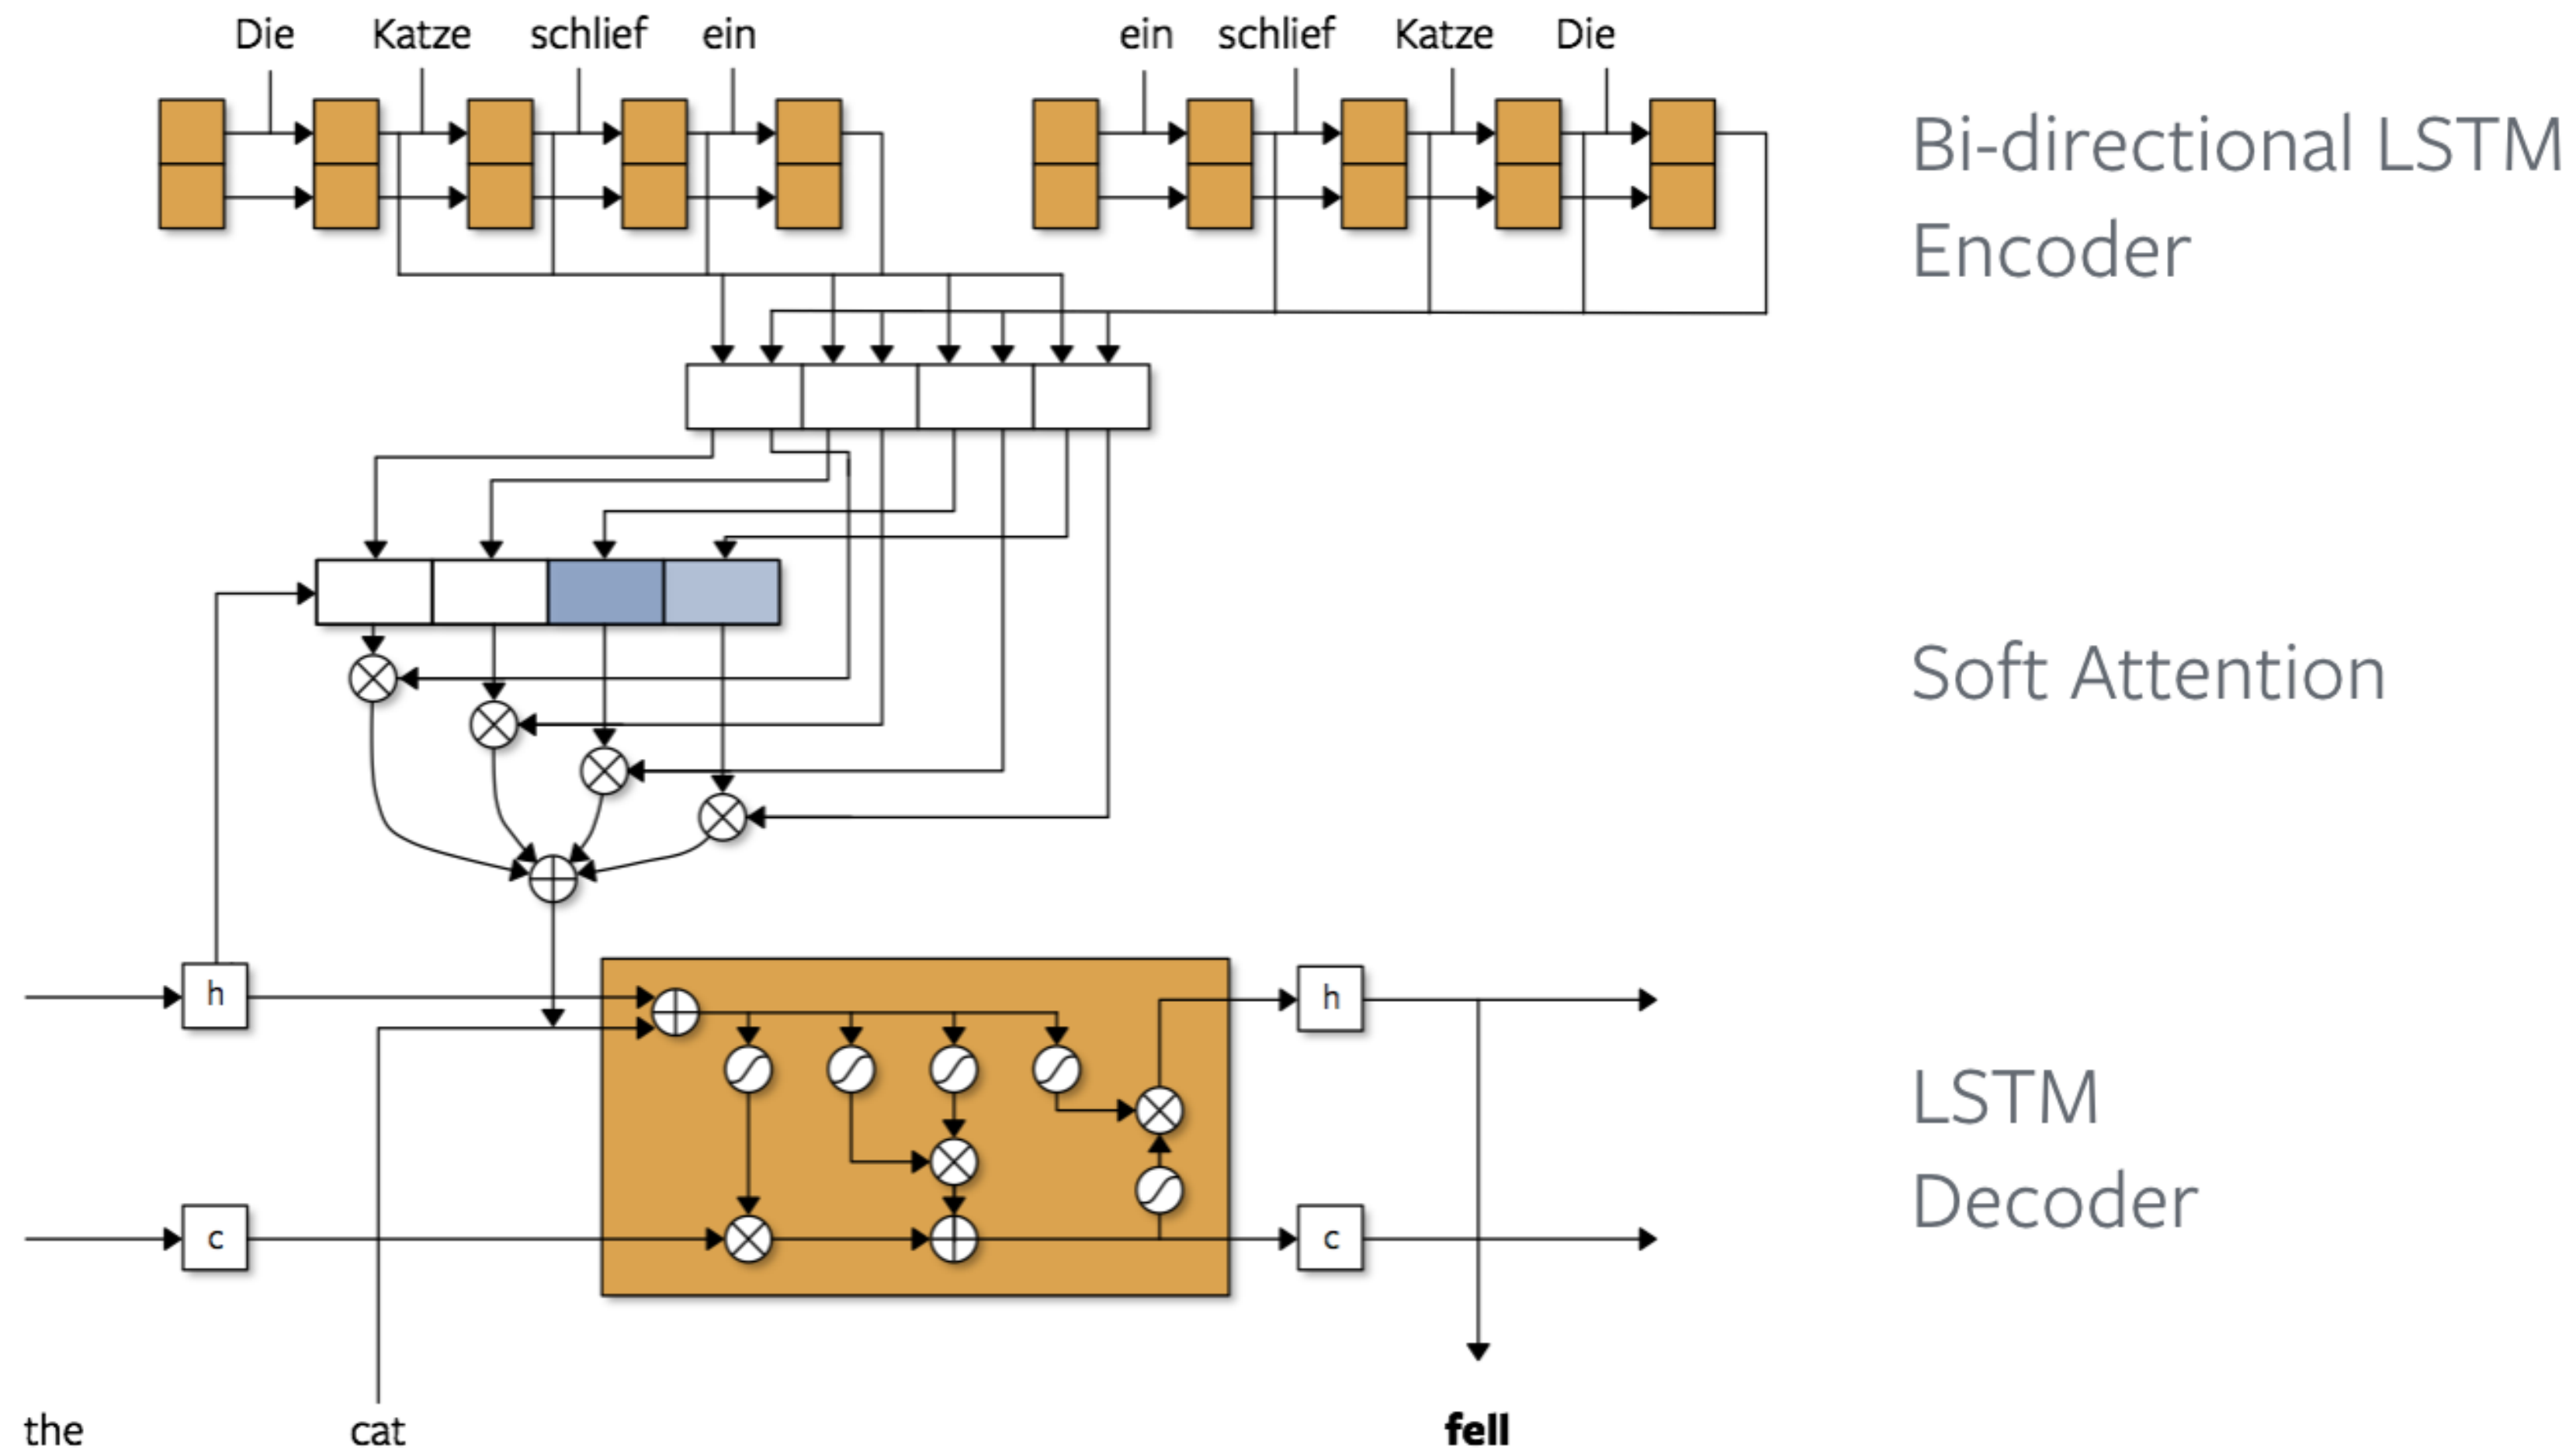 Die Katze schlief ein
ein schlief Katze Die
Bi-directional LSTM
Encoder
Soft Attention
h
h
LSTM
Decoder
c
c
the cat fell